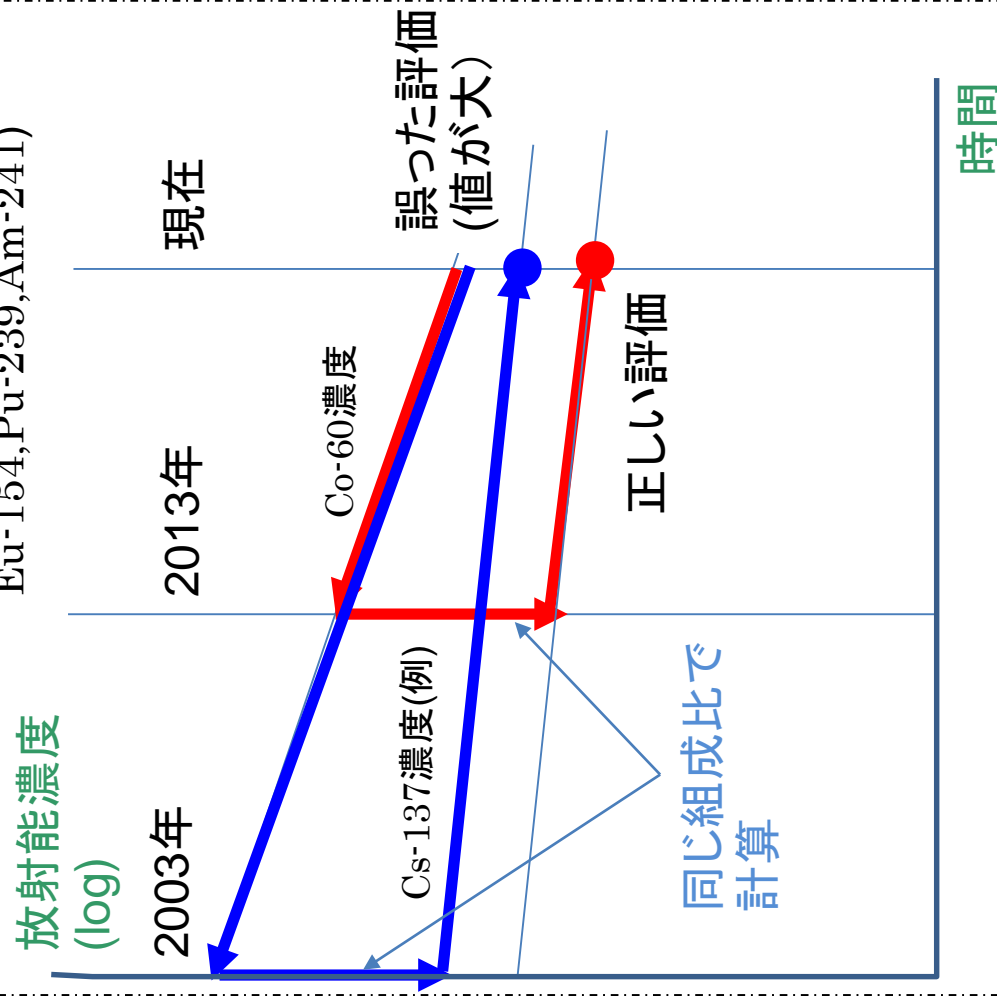 Eu-154,Pu-239,Am-241)
放射能濃度
(log)
2003年
2013年
現在
Co-60濃度
Cs-137濃度(例)
誤った評価
(値が大)
正しい評価
同じ組成比で
計算
時間